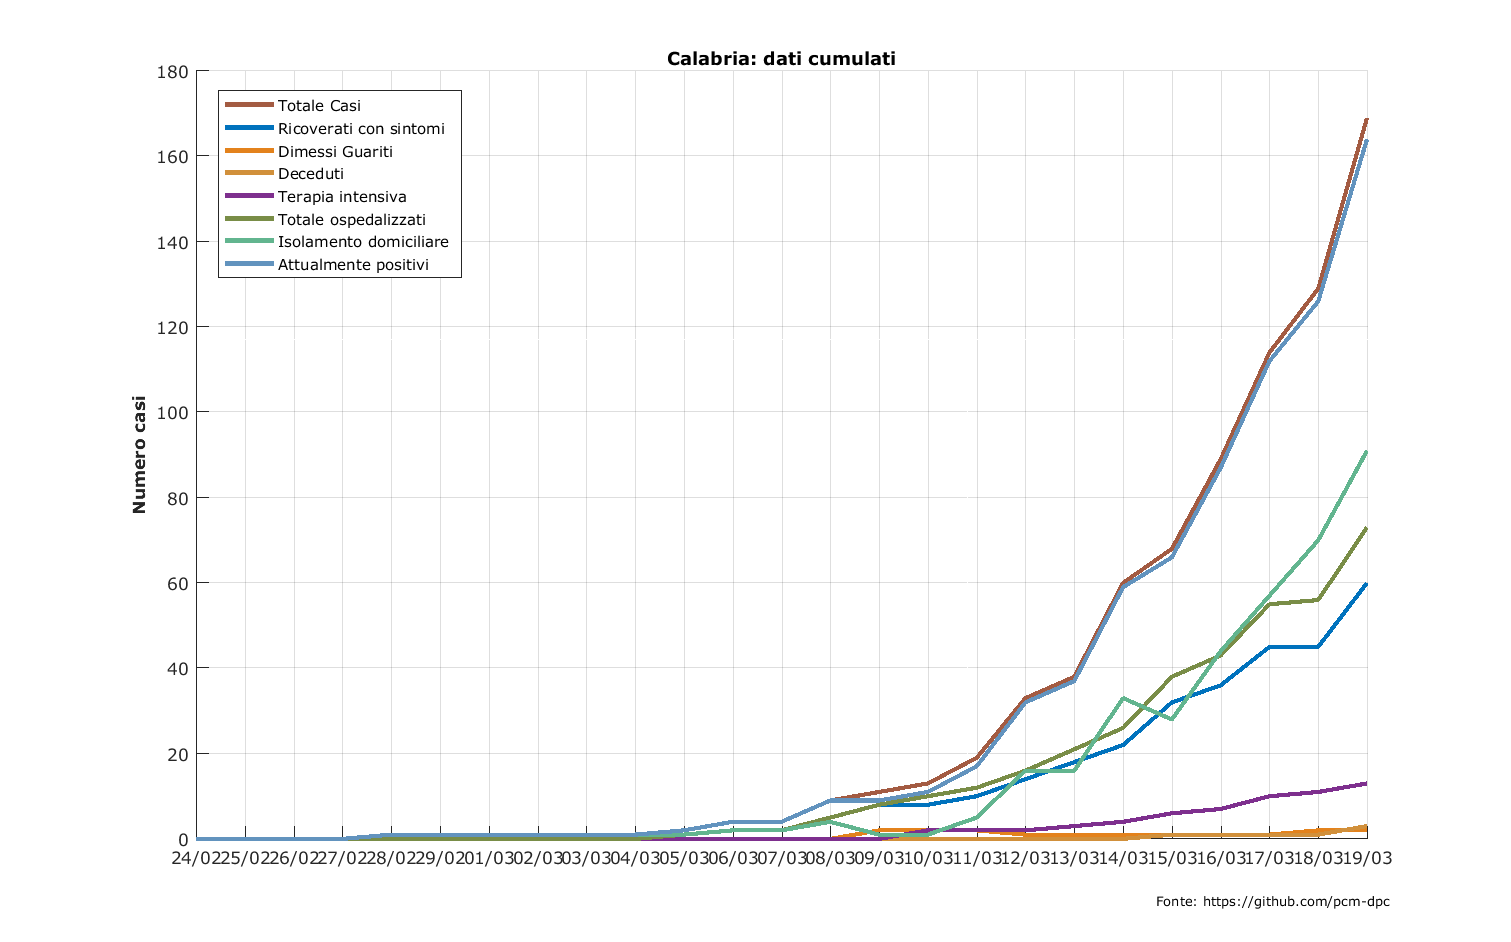 Calabria: dati cumulati
180
160
140
120
100
80
60
40
20
0
Numero casi
Totale Casi
Ricoverati con sintomi
Dimessi Guariti
Deceduti
Terapia intensiva
Totale ospedalizzati
Isolamento domiciliare
Attualmente positivi
24/02 25/02 26/02 27/02 28/02 29/02 01/03 02/03 03/03 04/03 05/03 06/03 07/03 08/03 09/03 10/03 11/03 12/03 13/03 14/03 15/03 16/03 17/03 18/03 19/03
Fonte: https://github.com/pcm-dpc